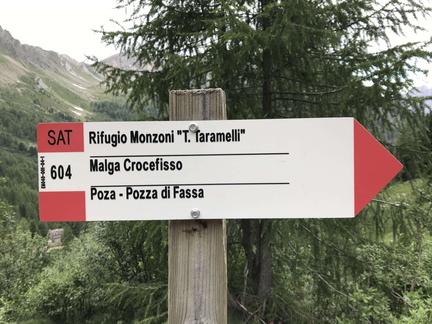 SAT
604
Rifugio Monzoni "T. Taramelli"
Malga Crocefisso
Poza - Pozza di Fassa